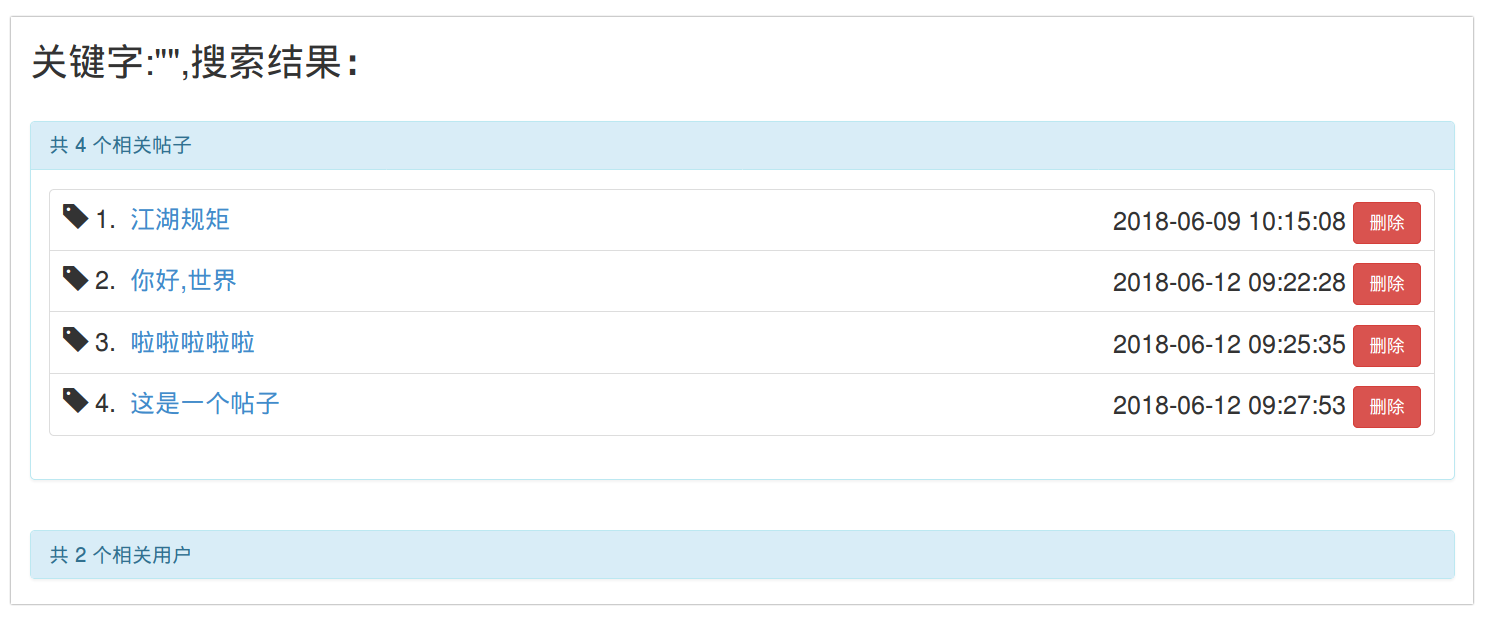 关键字:"",搜索结果：
共 4 个相关帖子
1. 江湖规矩 2018-06-09 10:15:08 删除
2. 你好,世界 2018-06-12 09:22:28 删除
3. 啦啦啦啦啦 2018-06-12 09:25:35 删除
4. 这是一个帖子 2018-06-12 09:27:53 删除
共 2 个相关用户